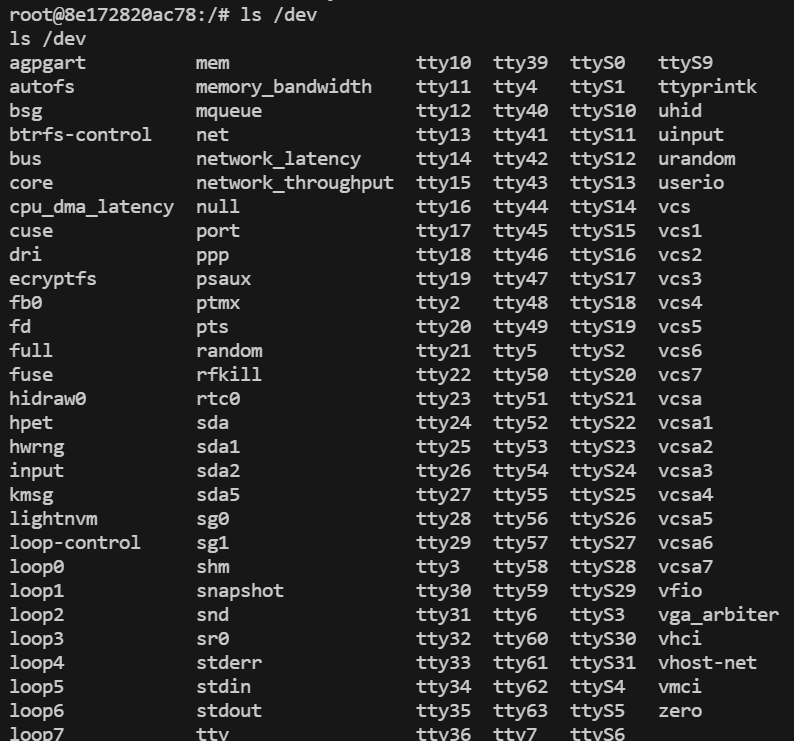 root@8e172820ac78:/# ls /dev
ls /dev
agpgart mem tty10 tty39 ttyS0 ttyS9
autofs memory_bandwidth tty11 tty4 ttyS1 ttyprintk
bsg mqueue tty12 tty40 ttyS10 uhid
btrfs-control net tty13 tty41 ttyS11 uinput
bus network_latency tty14 tty42 ttyS12 urandom
core network_throughput tty15 tty43 ttyS13 userio
cpu_dma_latency null tty16 tty44 ttyS14 vcs
cuse port tty17 tty45 ttyS15 vcs1
dri ppp tty18 tty46 ttyS16 vcs2
ecryptfs psaux tty19 tty47 ttyS17 vcs3
fb0 ptmx tty2 tty48 ttyS18 vcs4
fd pts tty20 tty49 ttyS19 vcs5
full random tty21 tty5 ttyS2 vcs6
fuse rfkill tty22 tty50 ttyS20 vcs7
hidraw0 rtc0 tty23 tty51 ttyS21 vcsa
hpet sda tty24 tty52 ttyS22 vcsa1
hwrng sda1 tty25 tty53 ttyS23 vcsa2
input sda2 tty26 tty54 ttyS24 vcsa3
kmsg sda5 tty27 tty55 ttyS25 vcsa4
lightnvm sg0 tty28 tty56 ttyS26 vcsa5
loop-control sg1 tty29 tty57 ttyS27 vcsa6
loop0 shm tty3 tty58 ttyS28 vcsa7
loop1 snapshot tty30 tty59 ttyS29 vfio
loop2 snd tty31 tty6 ttyS3 vga_arbiter
loop3 sr0 tty32 tty60 ttyS30 vhci
loop4 stderr tty33 tty61 ttyS31 vhost-net
loop5 stdin tty34 tty62 ttyS4 vmci
loop6 stdout tty35 tty63 ttyS5 zero
loop7 tty tty36 tty7 ttyS6